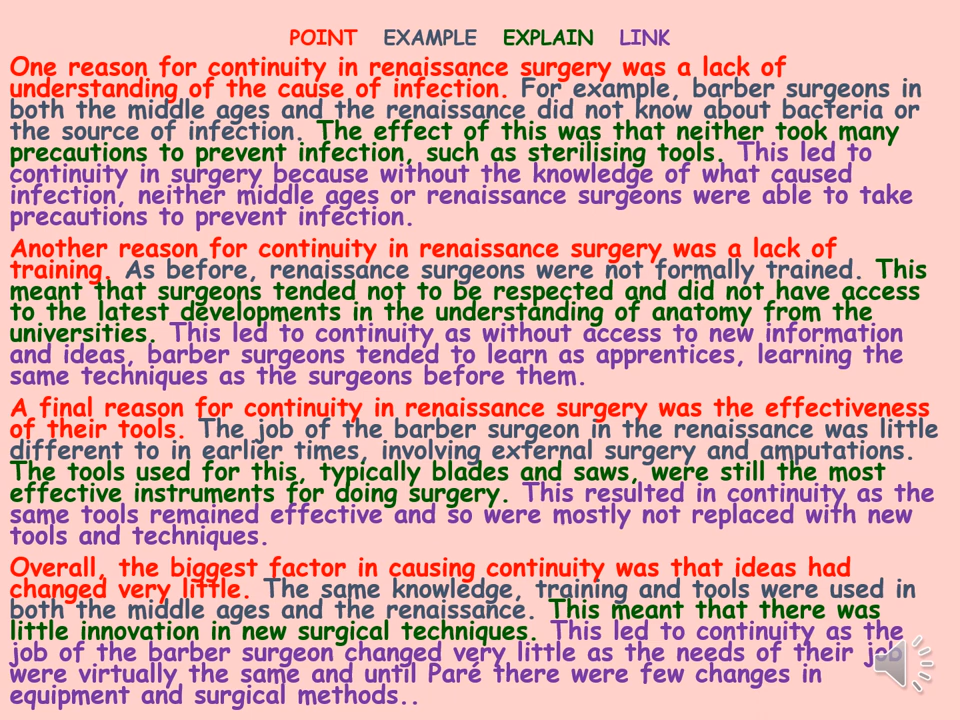 POINT EXAMPLE EXPLAIN LINK
One reason for continuity in renaissance surgery was a lack of
understanding of the cause of infection. For example, barber surgeons in
both the middle ages and the renaissance did not know about bacteria or
the source of infection. The effect of this was that neither took many
precautions to prevent infection, such as sterilising tools. This led to
continuity in surgery because without the knowledge of what caused
infection, neither middle ages or renaissance surgeons were able to take
precautions to prevent infection.
Another reason for continuity in renaissance surgery was a lack of
training. As before, renaissance surgeons were not formally trained. This
meant that surgeons tended not to be respected and did not have access
to the latest developments in the understanding of anatomy from the
universities. This led to continuity as without access to new information
and ideas, barber surgeons tended to learn as apprentices, learning the
same techniques as the surgeons before them.
A final reason for continuity in renaissance surgery was the effectiveness
of their tools. The job of the barber surgeon in the renaissance was little
different to in earlier times, involving external surgery and amputations.
The tools used for this, typically blades and saws, were still the most
effective instruments for doing surgery. This resulted in continuity as the
same tools remained effective and so were mostly not replaced with new
tools and techniques.
Overall, the biggest factor in causing continuity was that ideas had
changed very little. The same knowledge, training and tools were used in
both the middle ages and the renaissance. This meant that there was
little innovation in new surgical techniques. This led to continuity as the
job of the barber surgeon changed very little as the needs of their job
were virtually the same and until Paré there were few changes in
equipment and surgical methods..